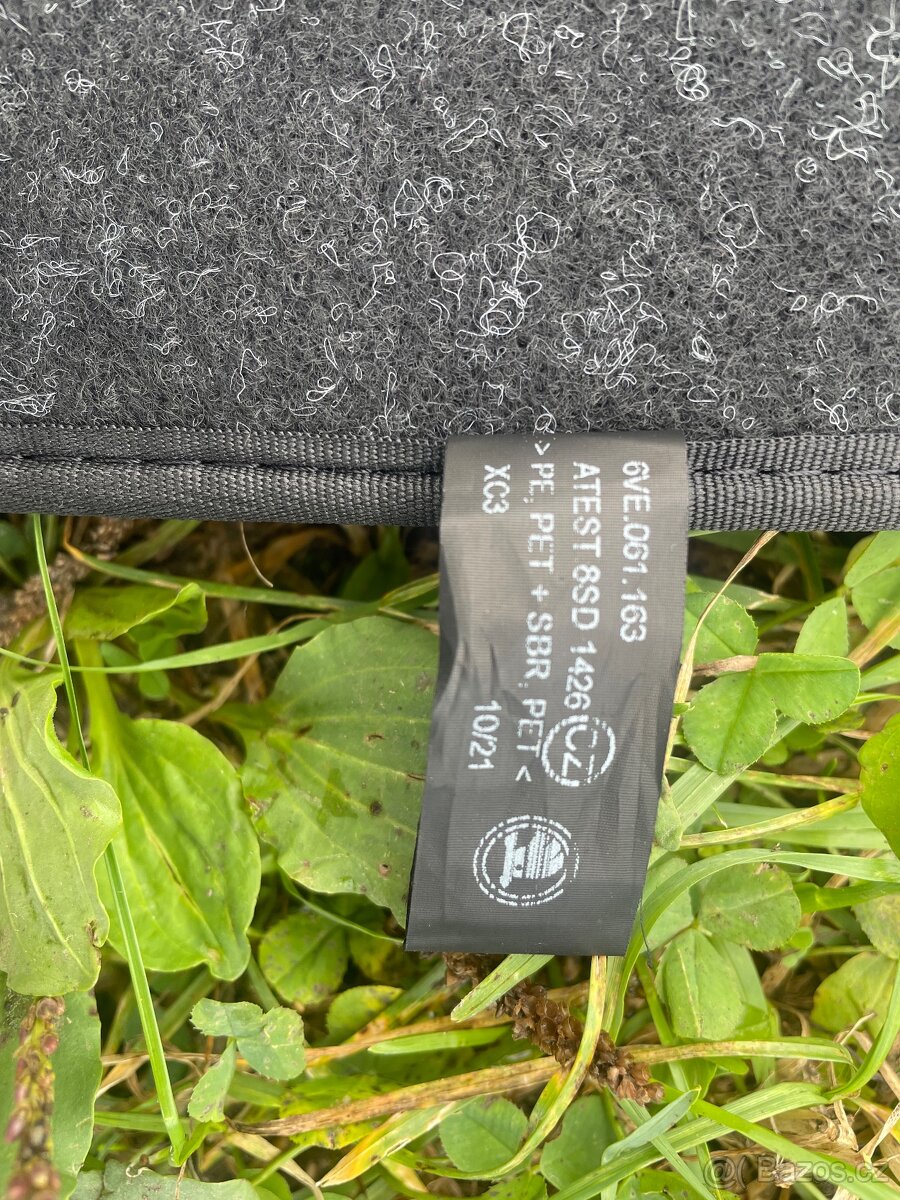 6VE.061.163
ATEST 8SD 1426 CZ
> PE, PET + SBR, PET <
XC3 10/21
Bazos.cz